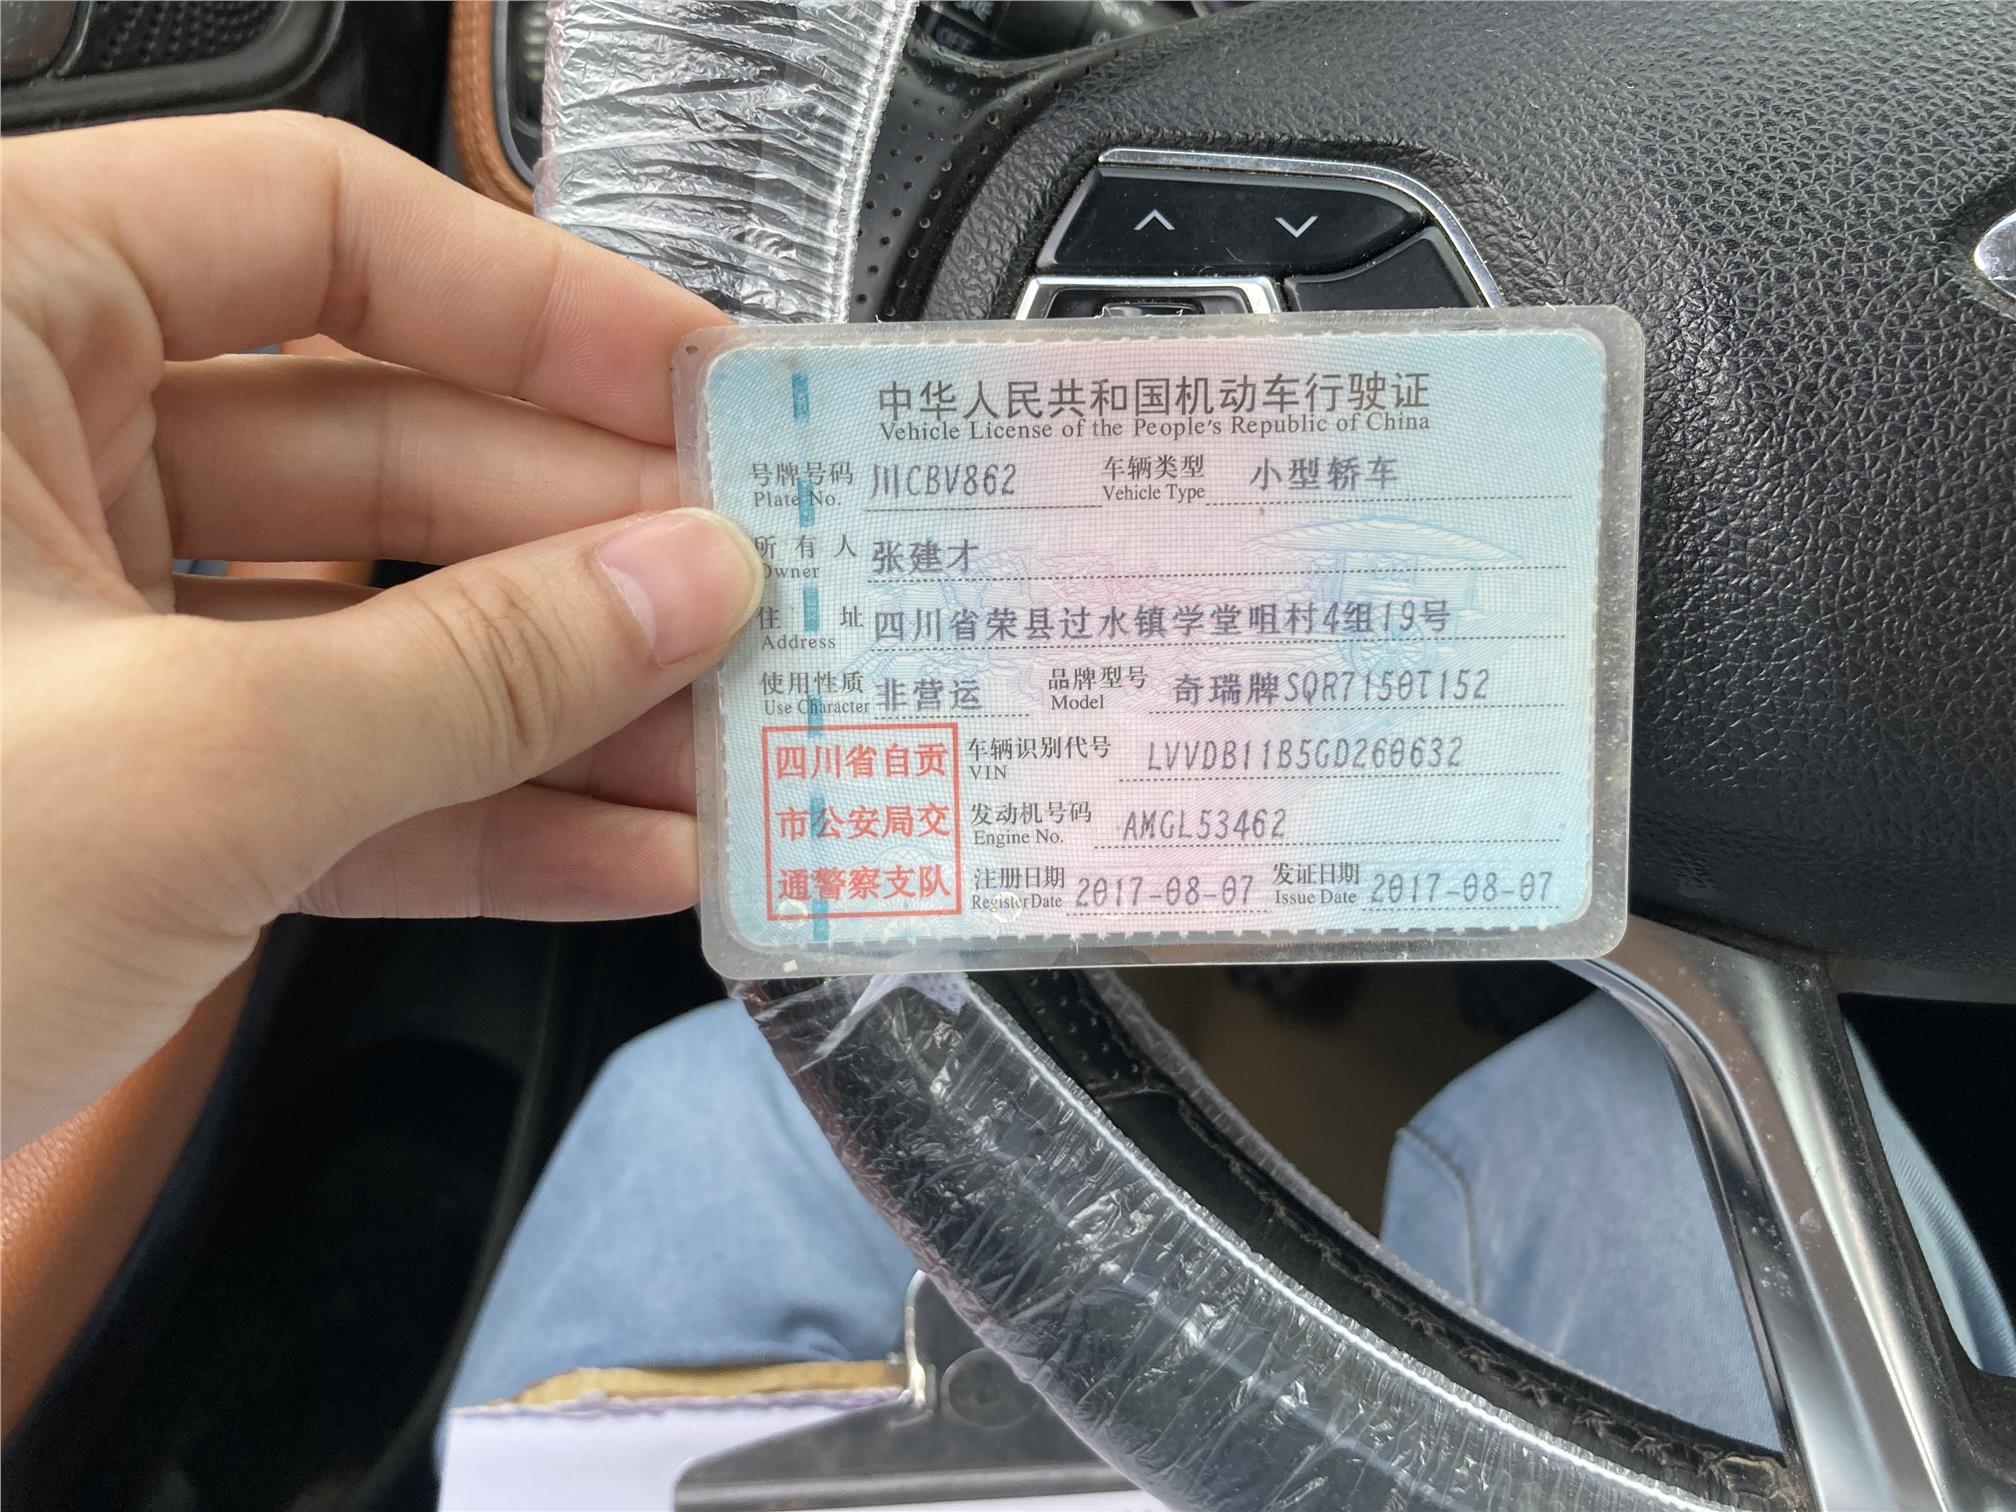 中华人民共和国机动车行驶证
Vehicle License of the People's Republic of China
号牌号码 川CBV862 车辆类型 小型轿车
Plate No. Vehicle Type
所有人 张建才
Owner
住址 四川省荣县过水镇学堂咀村4组19号
Address
使用性质 非营运 品牌型号 奇瑞牌SQR7150T152
Use Character Model
四川省自贡
市公安局交
通警察支队
车辆识别代号 LVVDB11B5GD260632
VIN
发动机号码 AMGL53462
Engine No.
注册日期 2017-08-07 发证日期 2017-08-07
Register Date Issue Date